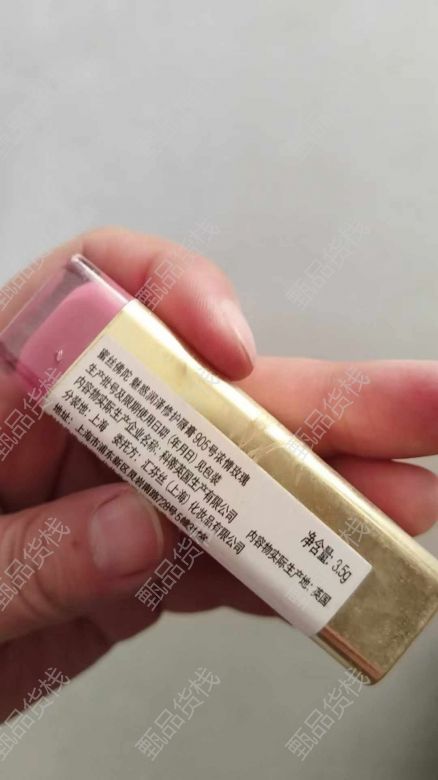 蜜丝佛陀 魅惑润泽修护唇膏905号浓情玫瑰
生产批号及限期使用日期 (年月日) 见包装
内容物实际生产企业名称: 科蒂英国生产有限公司
内容物实际生产地: 英国
分装地: 上海 委托方: 汇芬丝 (上海) 化妆品有限公司
地址: 上海市浦东新区
净含量: 3.5g
甄品货栈